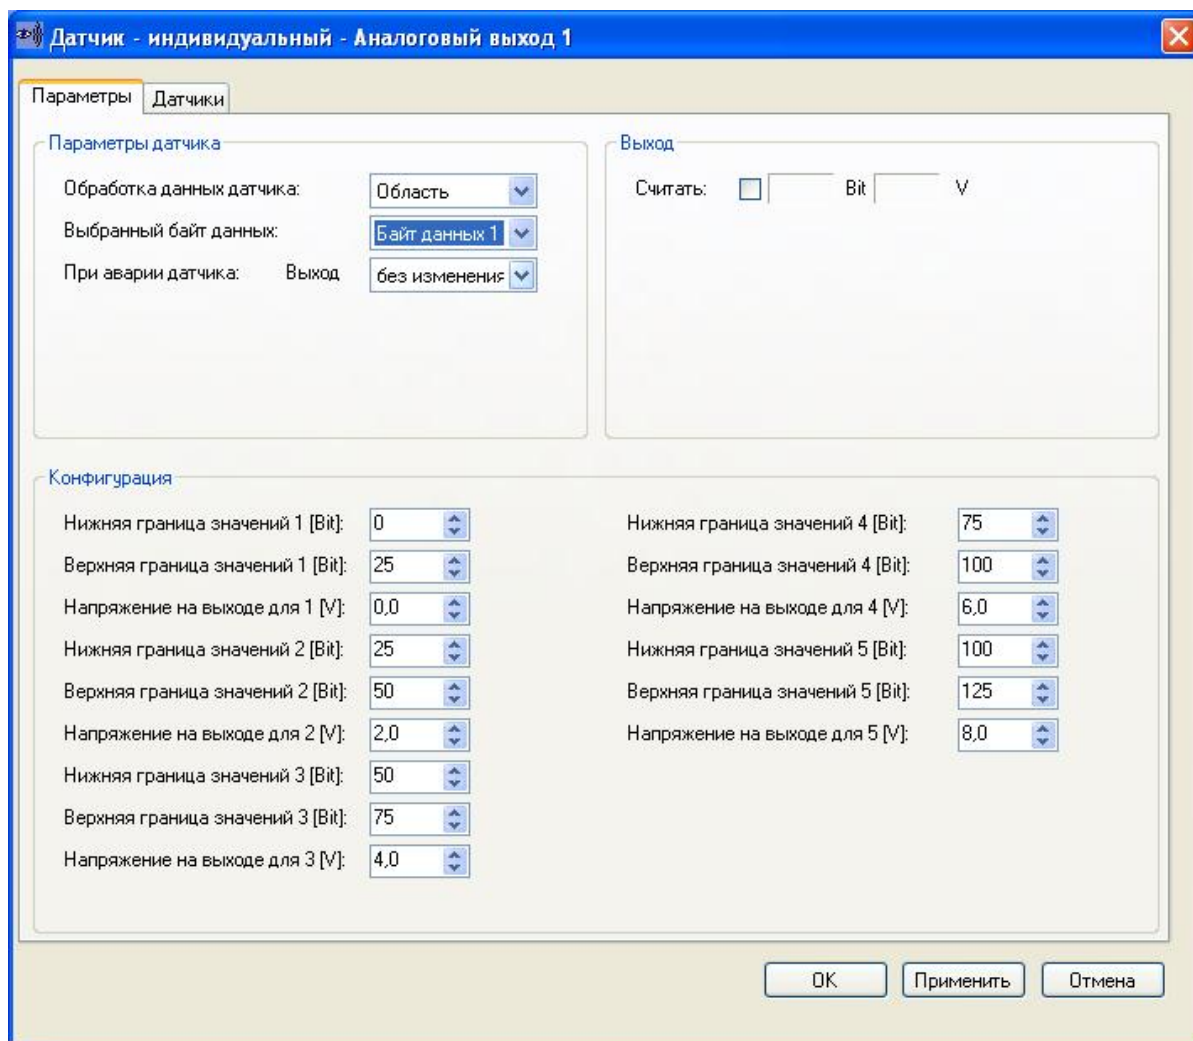 Датчик - индивидуальный - Аналоговый выход 1
Параметры
Датчики
Параметры датчика
Обработка данных датчика: Область
Выбранный байт данных: Байт данных 1
При аварии датчика: Выход без изменения
Выход
Считать: Bit V
Конфигурация
Нижняя граница значений 1 [Bit]: 0
Верхняя граница значений 1 [Bit]: 25
Напряжение на выходе для 1 [V]: 0,0
Нижняя граница значений 2 [Bit]: 25
Верхняя граница значений 2 [Bit]: 50
Напряжение на выходе для 2 [V]: 2,0
Нижняя граница значений 3 [Bit]: 50
Верхняя граница значений 3 [Bit]: 75
Напряжение на выходе для 3 [V]: 4,0
Нижняя граница значений 4 [Bit]: 75
Верхняя граница значений 4 [Bit]: 100
Напряжение на выходе для 4 [V]: 6,0
Нижняя граница значений 5 [Bit]: 100
Верхняя граница значений 5 [Bit]: 125
Напряжение на выходе для 5 [V]: 8,0
OK
Применить
Отмена